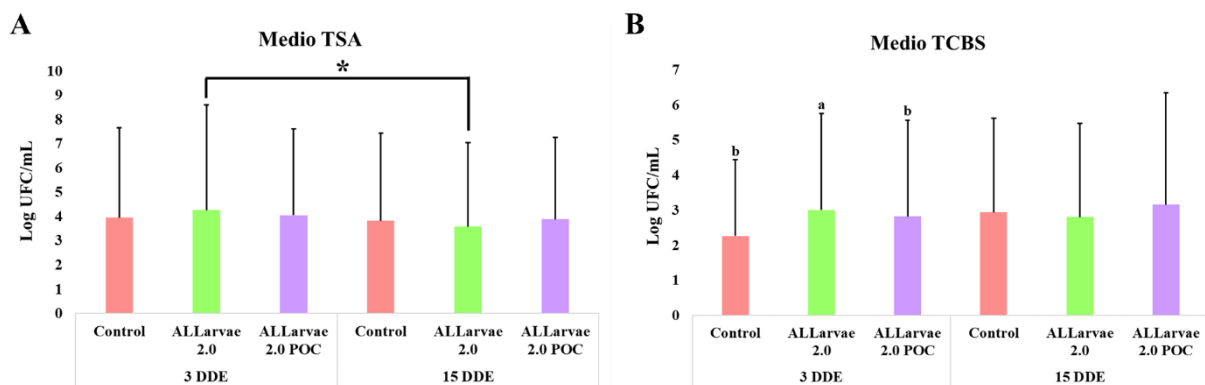 A
Medio TSA
Log UFC/mL
10
9
8
7
6
5
4
3
2
1
0
*
Control
ALLarvae
2.0
ALLarvae
2.0 POC
Control
ALLarvae
2.0
ALLarvae
2.0 POC
3 DDE
15 DDE
B
Medio TCBS
Log UFC/mL
7
6
5
4
3
2
1
0
b
a
b
Control
ALLarvae
2.0
ALLarvae
2.0 POC
Control
ALLarvae
2.0
ALLarvae
2.0 POC
3 DDE
15 DDE